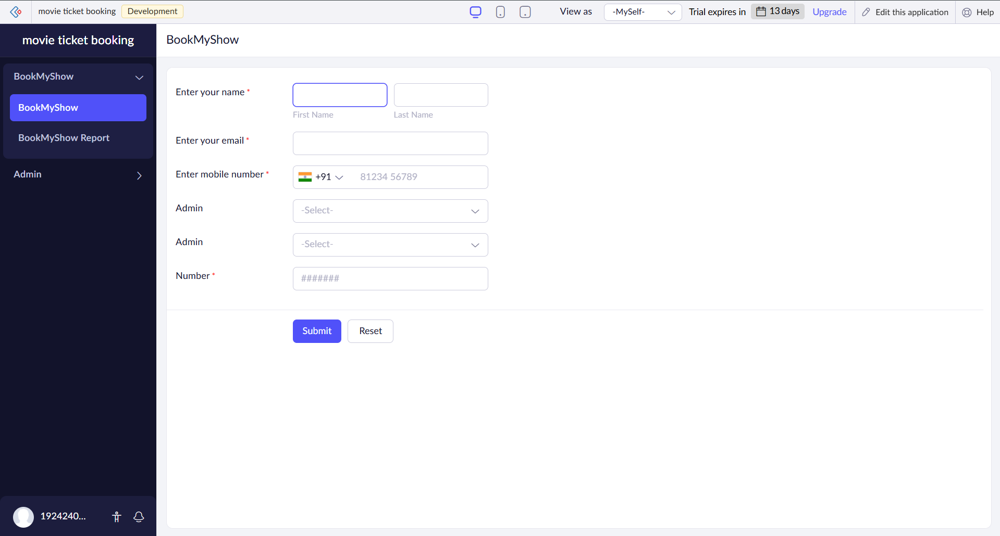 movie ticket booking Development View as -MySelf- Trial expires in 13 days Upgrade Edit this application Help
movie ticket booking
BookMyShow
BookMyShow
BookMyShow Report
Admin
1924240...
BookMyShow
Enter your name *
First Name Last Name
Enter your email *
Enter mobile number * +91 81234 56789
Admin -Select-
Admin -Select-
Number * #######
Submit Reset